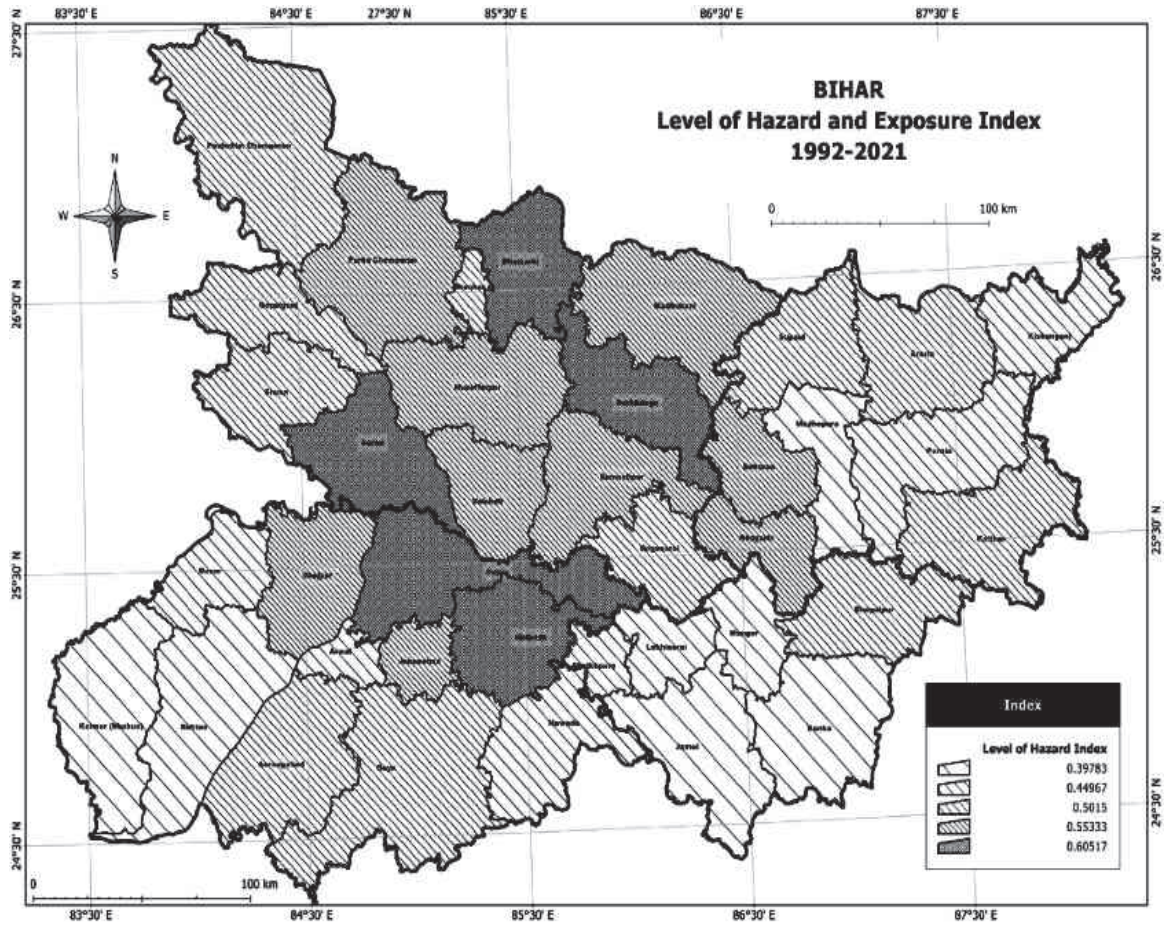 83°30' E
84°30' E
27°30' N
85°30' E
86°30' E
87°30' E
27°30' N
BIHAR
Level of Hazard and Exposure Index
1992-2021
N
W
E
S
0
100 km
Purba Champaran
26°30' N
26°30' N
Gopalganj
Madhubani
Supaul
Araria
Kishanganj
Siwan
Muzaffarpur
Darbhanga
Saran
Madhepura
Purnia
Vaishali
Samastipur
Saharsa
Katihar
25°30' N
25°30' N
Buxar
Bhojpur
Begusarai
Khagaria
Bhagalpur
Arwal
Jehanabad
Nalanda
Sheikhpura
Lakhisarai
Munger
Kaimur (Bhabua)
Rohtas
Nawada
Jamui
Banka
Aurangabad
Gaya
24°30' N
24°30' N
Index
Level of Hazard Index
0.39783
0.44967
0.5015
0.55333
0.60517
0
100 km
83°30' E
84°30' E
85°30' E
86°30' E
87°30' E